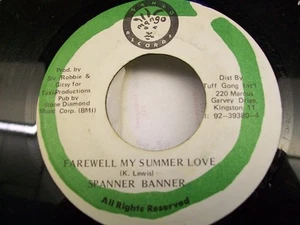 mango
records
Prod. by
Sly, Robbie &
Gitsy for
Taxi Productions
Pub by
Stone Diamond
Music Corp. (BMI)
Dist By
Tuff Gong Int'l
220 Marcus
Garvey Drive,
Kingston 11
: 92-39380-4
FAREWELL MY SUMMER LOVE
(K. Lewis)
SPANNER BANNER
All Rights Reserved